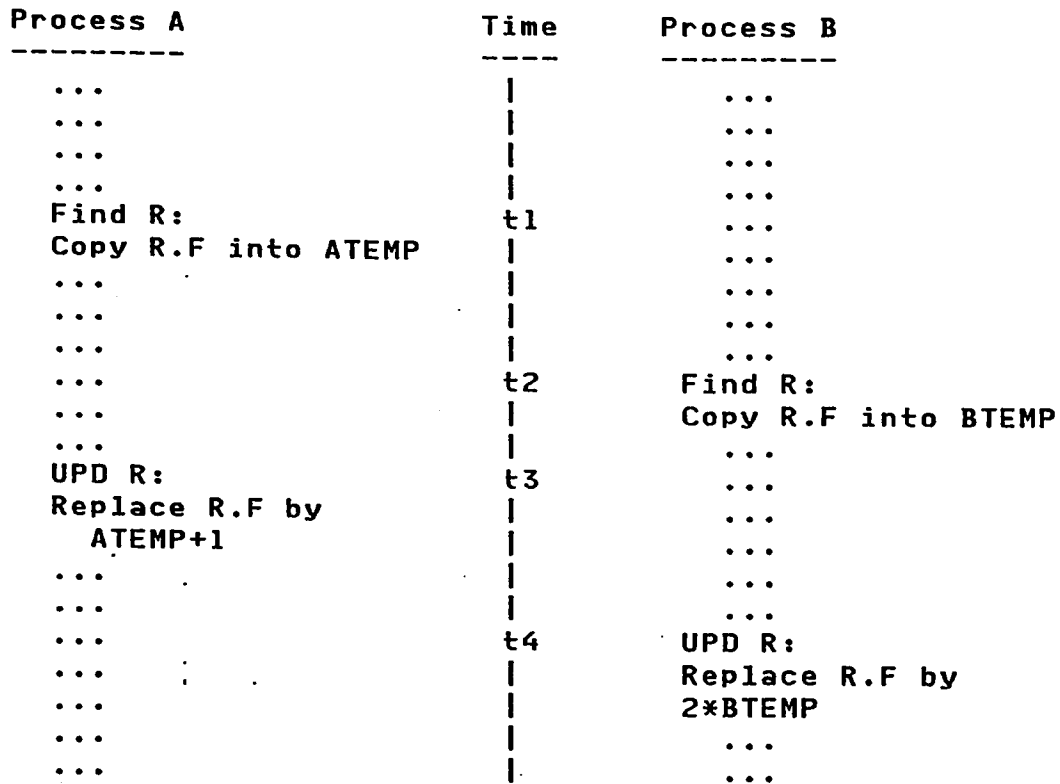 Process A Time Process B
--------- ---- ---------
... | ...
... | ...
... | ...
... | ...
Find R: t1 ...
Copy R.F into ATEMP | ...
... | ...
... | ...
... | ...
... t2 Find R:
... | Copy R.F into BTEMP
... | ...
UPD R: t3 ...
Replace R.F by | ...
ATEMP+1 | ...
... | ...
... | ...
... t4 UPD R:
... | Replace R.F by
... | 2*BTEMP
... | ...
... | ...